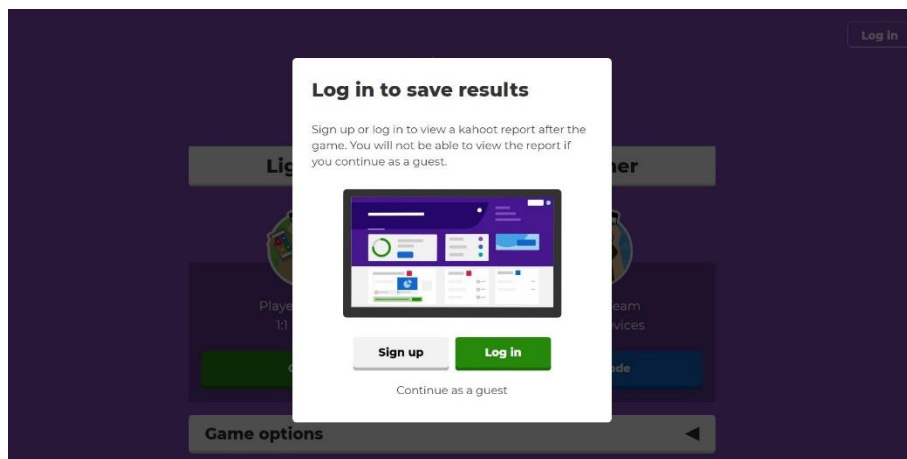 Log in
Log in to save results
Sign up or log in to view a kahoot report after the
game. You will not be able to view the report if
you continue as a guest.
Sign up
Log in
Continue as a guest
Game options